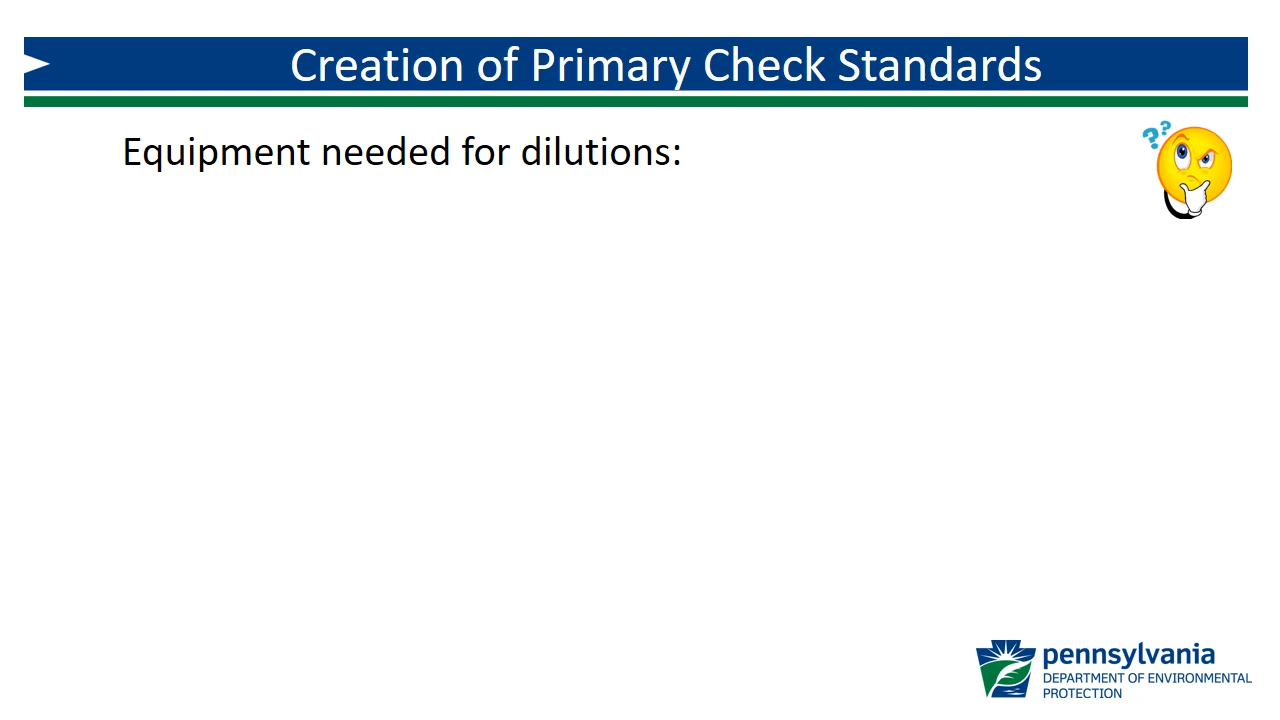 Creation of Primary Check Standards
Equipment needed for dilutions:
??
pennsylvania
DEPARTMENT OF ENVIRONMENTAL
PROTECTION